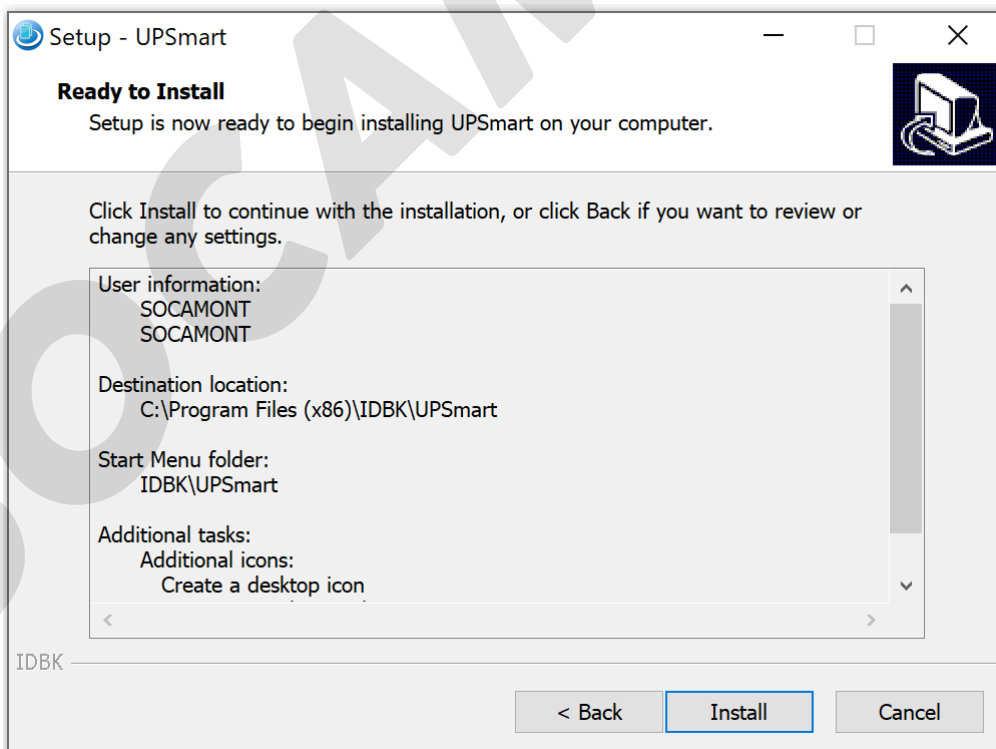 Setup - UPSmart
Ready to Install
Setup is now ready to begin installing UPSmart on your computer.
Click Install to continue with the installation, or click Back if you want to review or
change any settings.
User information:
SOCAMONT
SOCAMONT
Destination location:
C:\Program Files (x86)\IDBK\UPSmart
Start Menu folder:
IDBK\UPSmart
Additional tasks:
Additional icons:
Create a desktop icon
IDBK
< Back
Install
Cancel